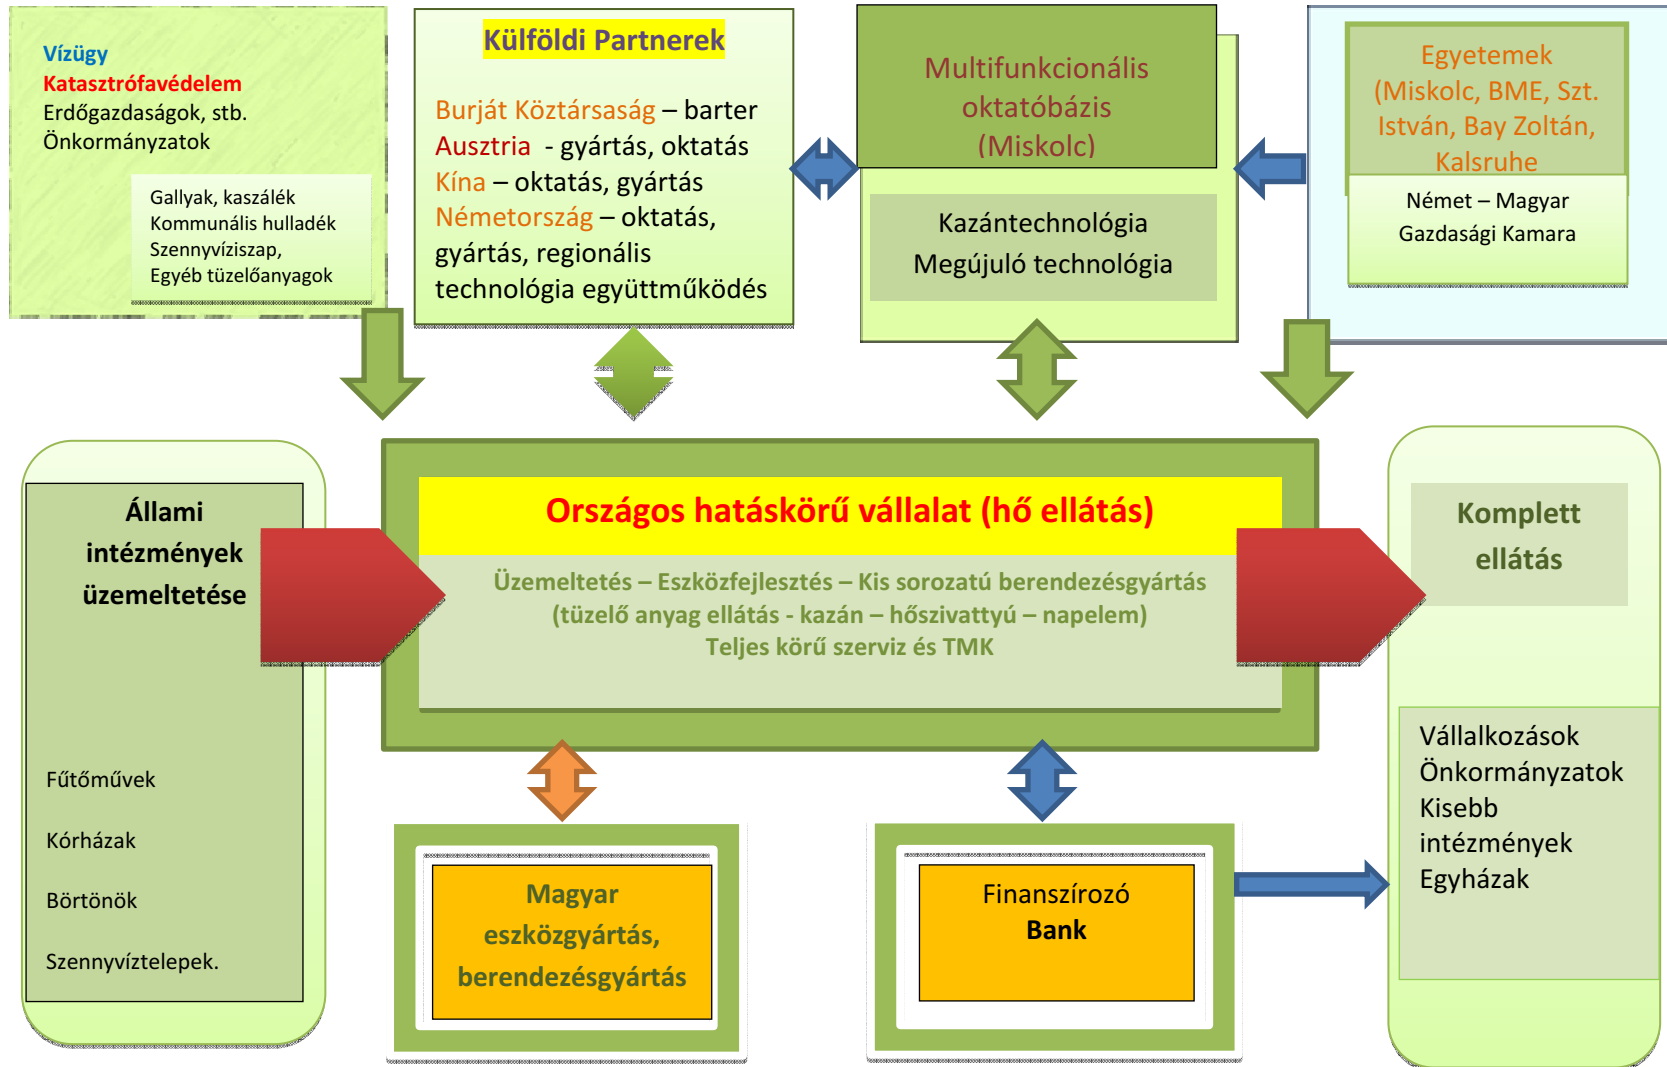 Vízügy
Katasztrófavédelem
Erdőgazdaságok, stb.
Önkormányzatok
Gallyak, kaszálék
Kommunális hulladék
Szennyvíziszap,
Egyéb tüzelőanyagok
Külföldi Partnerek
Burját Köztársaság – barter
Ausztria  - gyártás, oktatás
Kína – oktatás, gyártás
Németország – oktatás,
gyártás, regionális
technológia együttműködés
Multifunkcionális
oktatóbázis
(Miskolc)
Kazántechnológia
Megújuló technológia
Egyetemek
(Miskolc, BME, Szt.
István, Bay Zoltán,
Kalsruhe
Német – Magyar
Gazdasági Kamara
Állami
intézmények
üzemeltetése
Fűtőművek
Kórházak
Börtönök
Szennyvíztelepek.
Országos hatáskörű vállalat (hő ellátás)
Üzemeltetés – Eszközfejlesztés – Kis sorozatú berendezésgyártás
(tüzelő anyag ellátás - kazán – hőszivattyú – napelem)
Teljes körű szerviz és TMK
Komplett
ellátás
Vállalkozások
Önkormányzatok
Kisebb
intézmények
Egyházak
Magyar
eszközgyártás,
berendezésgyártás
Finanszírozó
Bank